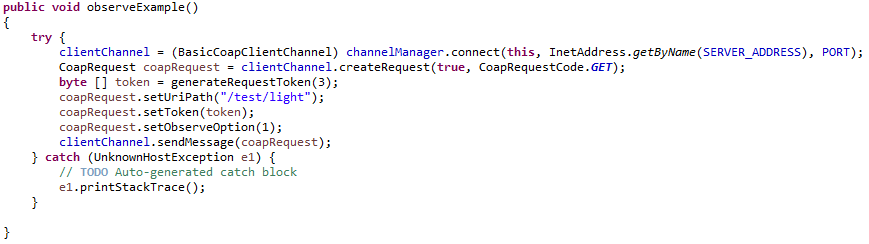 public void observeExample()
{
    try {
        clientChannel = (BasicCoapClientChannel) channelManager.connect(this, InetAddress.getByName(SERVER_ADDRESS), PORT);
        CoapRequest coapRequest = clientChannel.createRequest(true, CoapRequestCode.GET);
        byte [] token = generateRequestToken(3);
        coapRequest.setUriPath("/test/light");
        coapRequest.setToken(token);
        coapRequest.setObserveOption(1);
        clientChannel.sendMessage(coapRequest);
    } catch (UnknownHostException e1) {
        // TODO Auto-generated catch block
        e1.printStackTrace();
    }

}